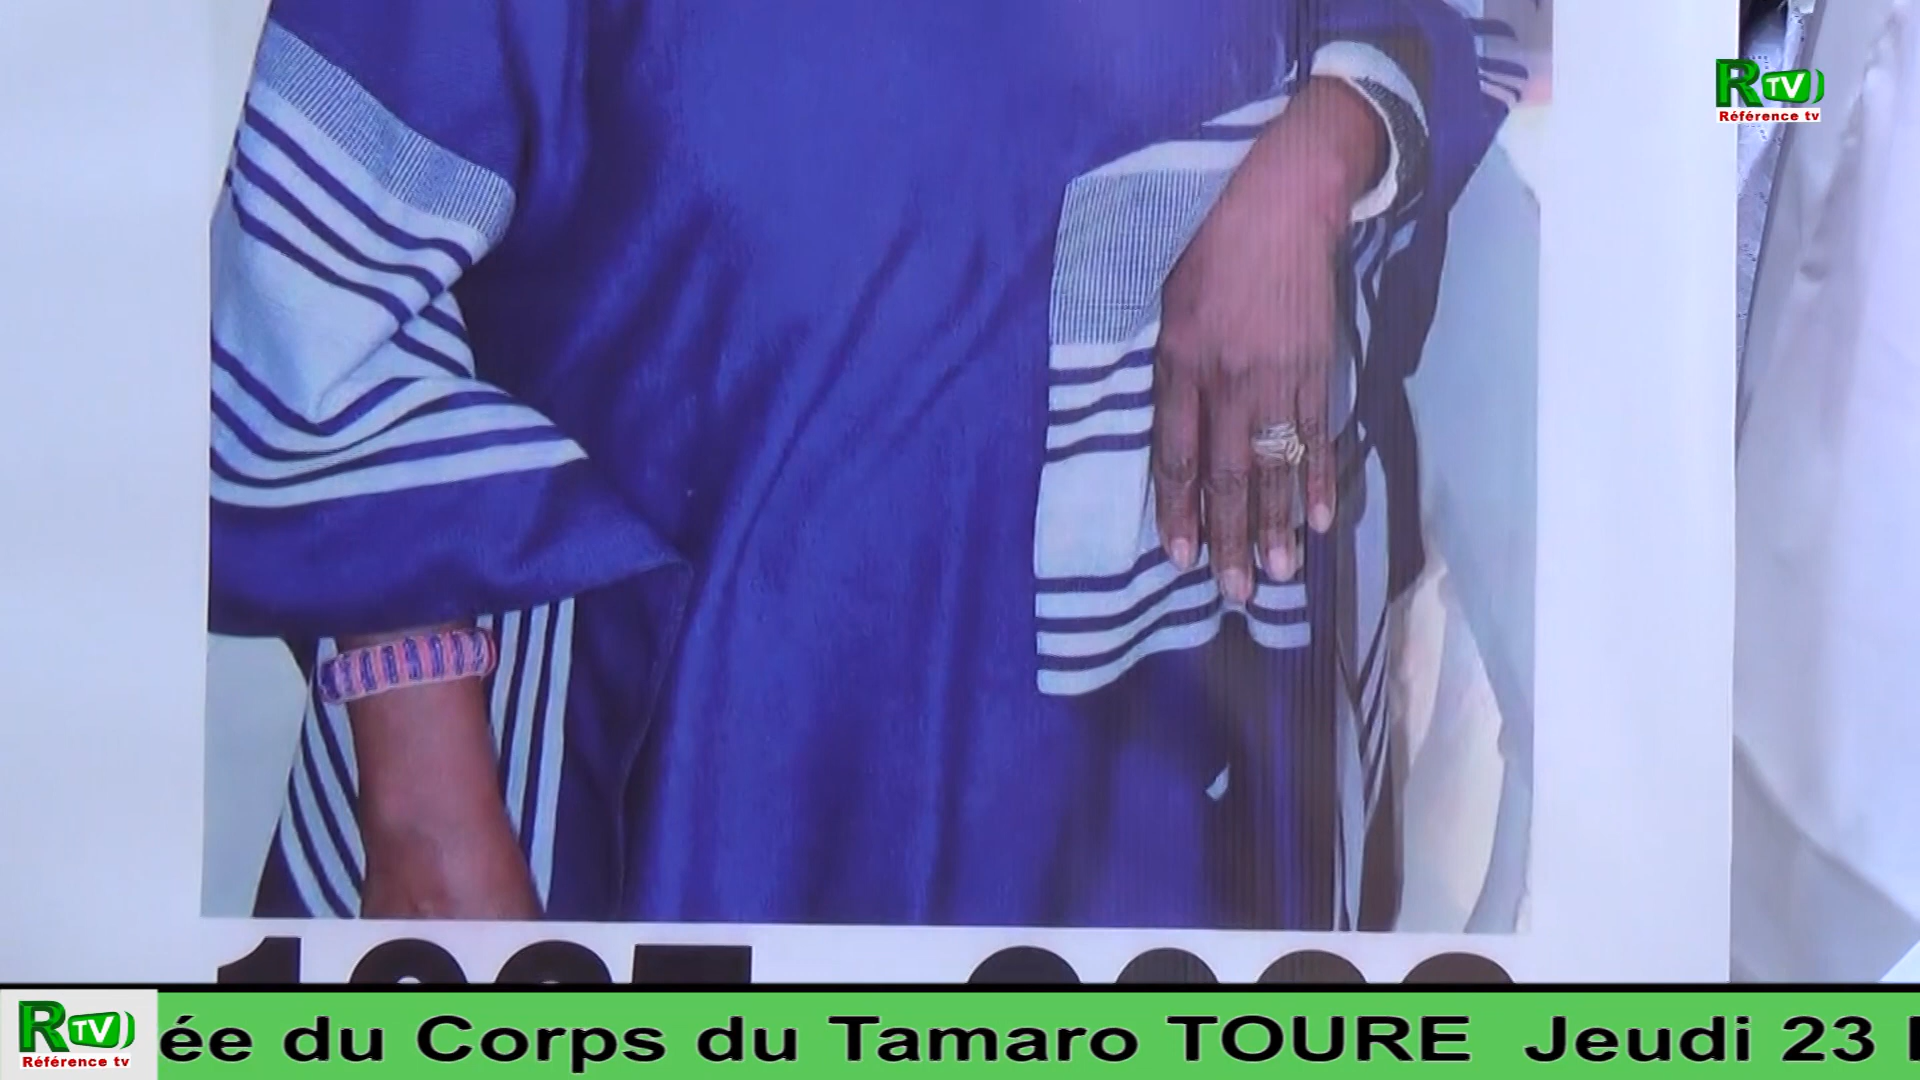 RTV
Référence tv
RTV
Référence tv
ée du Corps du Tamaro TOURE Jeudi 23